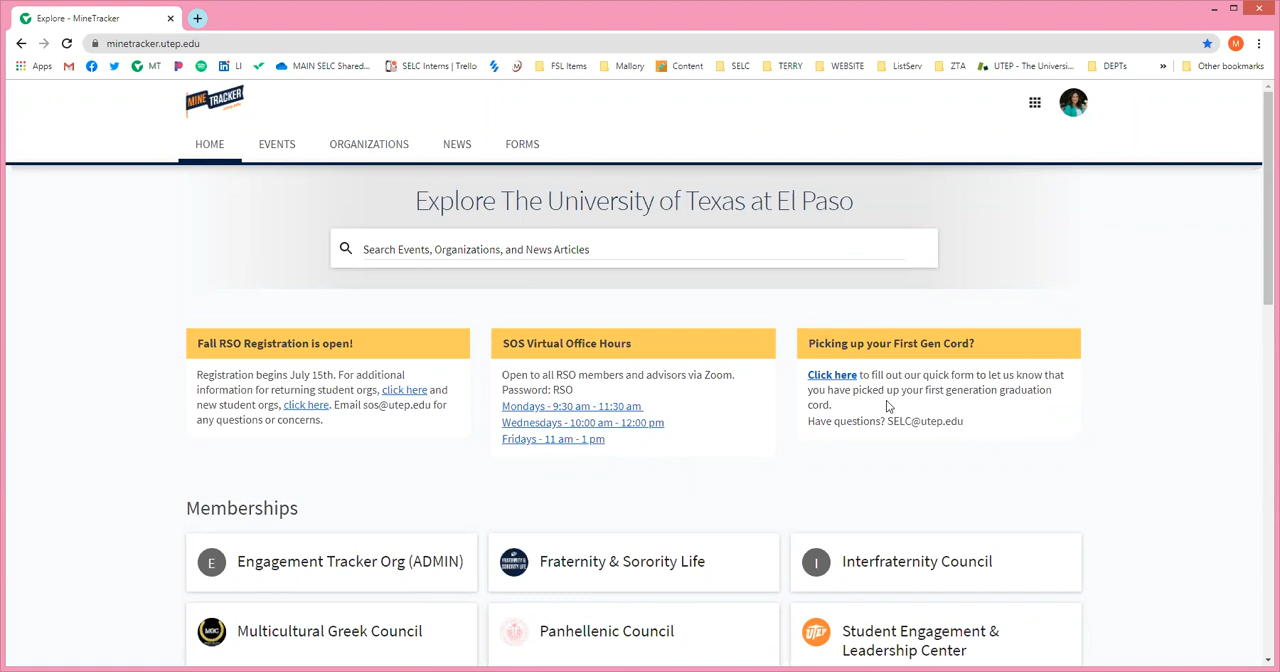 Explore - MineTracker
minetracker.utep.edu
M
Apps
MT
LI
MAIN SELC Shared...
SELC Interns | Trello
FSL Items
Mallory
Content
SELC
TERRY
WEBSITE
ListServ
ZTA
UTEP - The Universi...
DEPTs
»
Other bookmarks
MINE TRACKER
HOME
EVENTS
ORGANIZATIONS
NEWS
FORMS
Explore The University of Texas at El Paso
Search Events, Organizations, and News Articles
Fall RSO Registration is open!
Registration begins July 15th. For additional
information for returning student orgs, click here and
new student orgs, click here. Email sos@utep.edu for
any questions or concerns.
SOS Virtual Office Hours
Open to all RSO members and advisors via Zoom.
Password: RSO
Mondays - 9:30 am - 11:30 am
Wednesdays - 10:00 am - 12:00 pm
Fridays - 11 am - 1 pm
Picking up your First Gen Cord?
Click here to fill out our quick form to let us know that
you have picked up your first generation graduation
cord.
Have questions? SELC@utep.edu
Memberships
E
Engagement Tracker Org (ADMIN)
Fraternity & Sorority Life
I
Interfraternity Council
MGC
Multicultural Greek Council
Panhellenic Council
UTEP
Student Engagement &
Leadership Center